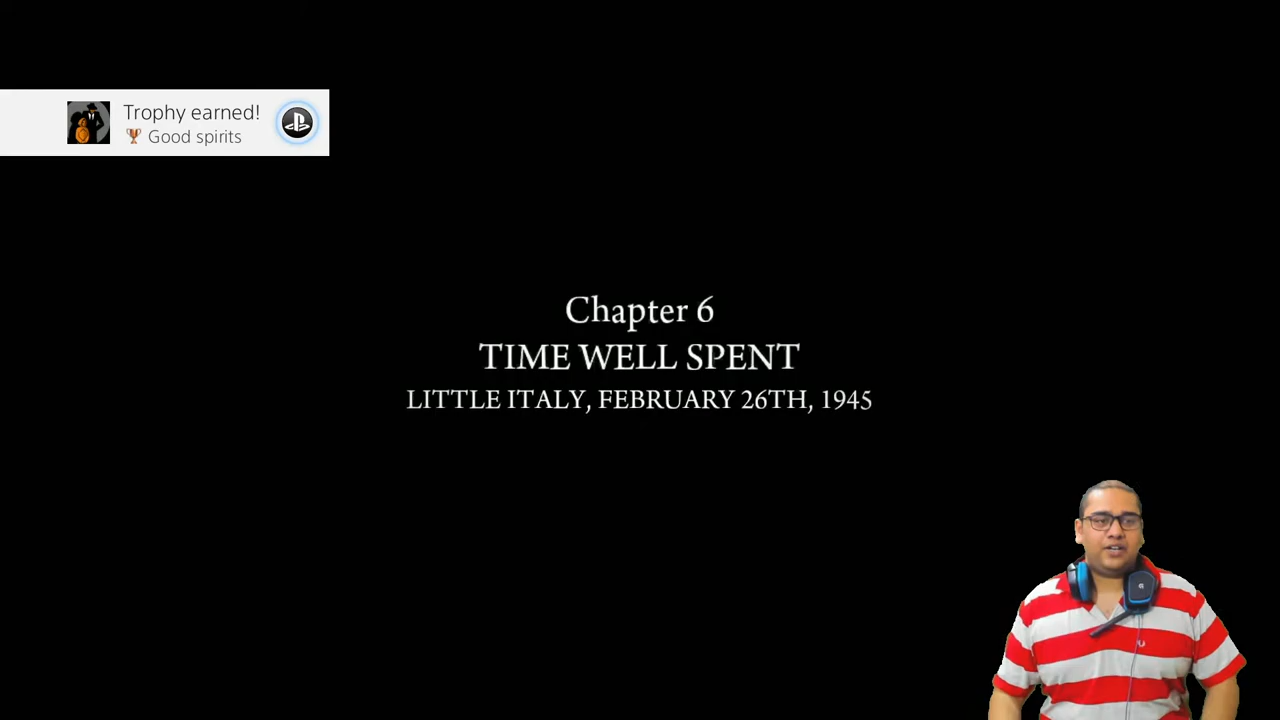 Trophy earned!
Good spirits
Chapter 6
TIME WELL SPENT
LITTLE ITALY, FEBRUARY 26TH, 1945